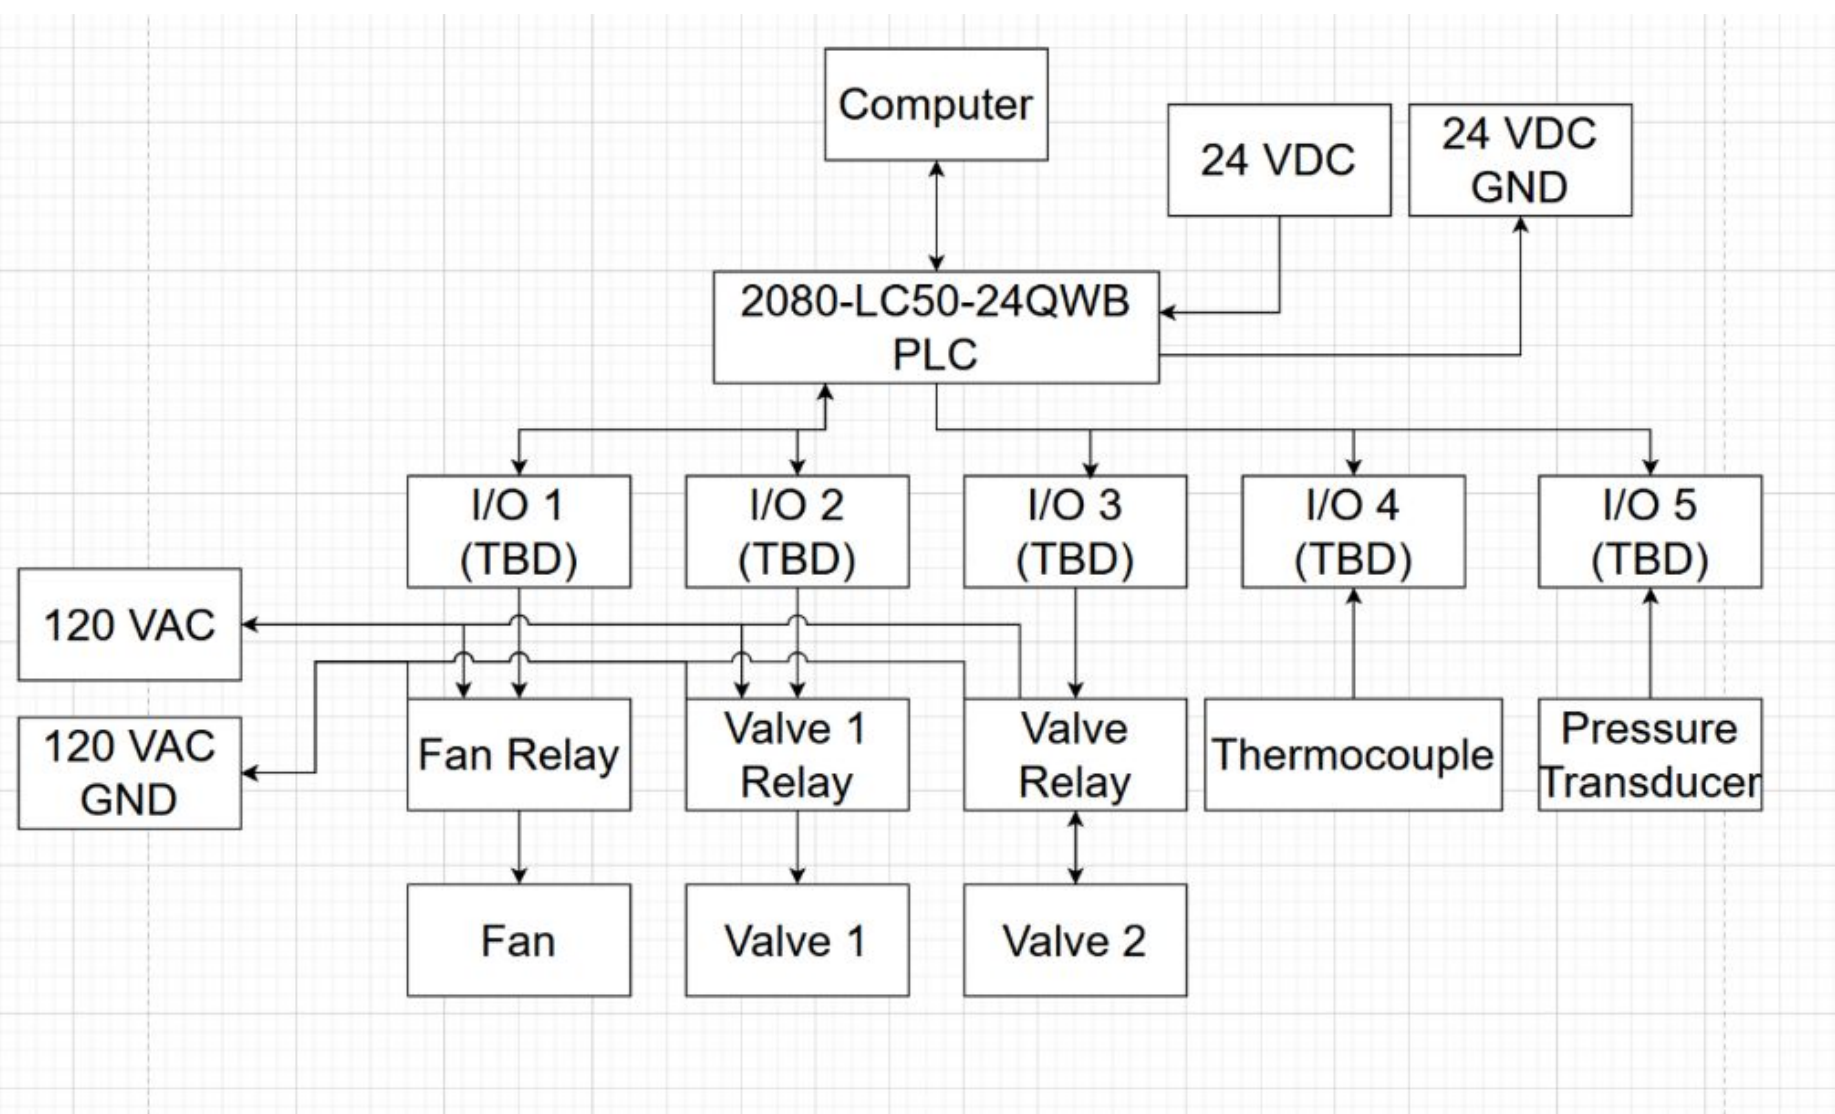 Computer
24 VDC
24 VDC
GND
2080-LC50-24QWB
PLC
I/O 1
(TBD)
I/O 2
(TBD)
I/O 3
(TBD)
I/O 4
(TBD)
I/O 5
(TBD)
120 VAC
120 VAC
GND
Fan Relay
Valve 1
Relay
Valve
Relay
Thermocouple
Pressure
Transducer
Fan
Valve 1
Valve 2